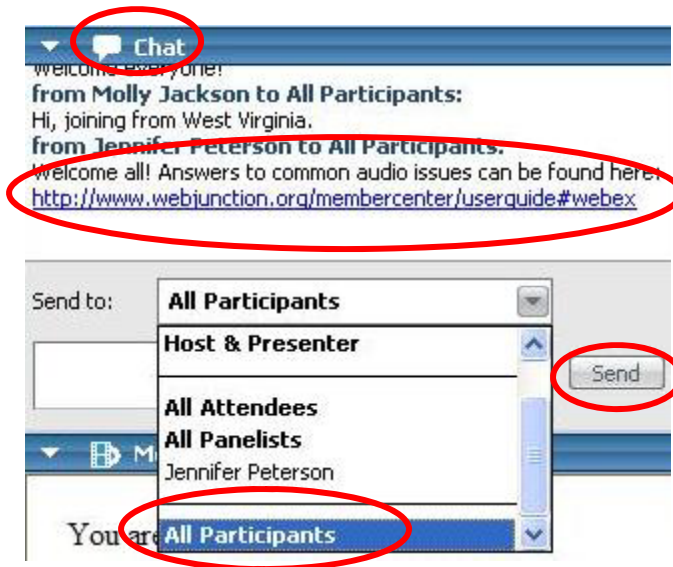 Chat
Welcome everyone!
from Molly Jackson to All Participants:
Hi, joining from West Virginia.
from Jennifer Peterson to All Participants:
Welcome all! Answers to common audio issues can be found here:
http://www.webjunction.org/membercenter/userguide#webex
Send to: All Participants
Host & Presenter
Send
All Attendees
All Panelists
Jennifer Peterson
All Participants
You are